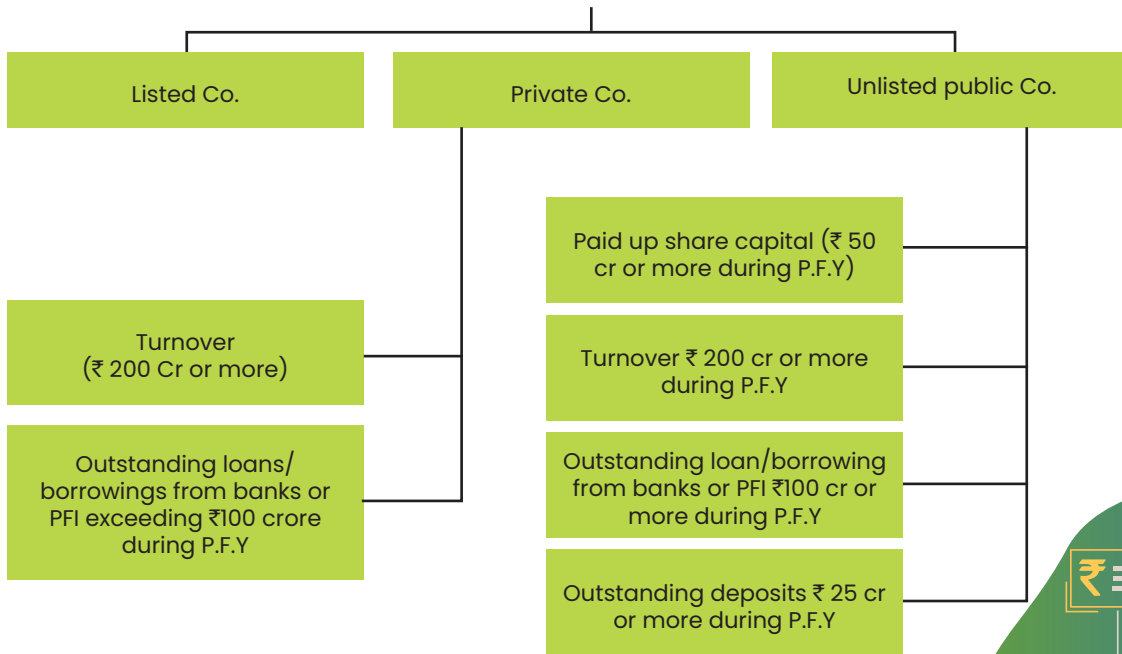 Listed Co.
Private Co.
Unlisted public Co.
Turnover
(₹ 200 Cr or more)
Outstanding loans/
borrowings from banks or
PFI exceeding ₹100 crore
during P.F.Y
Paid up share capital (₹ 50
cr or more during P.F.Y)
Turnover ₹ 200 cr or more
during P.F.Y
Outstanding loan/borrowing
from banks or PFI ₹100 cr or
more during P.F.Y
Outstanding deposits ₹ 25 cr
or more during P.F.Y
₹